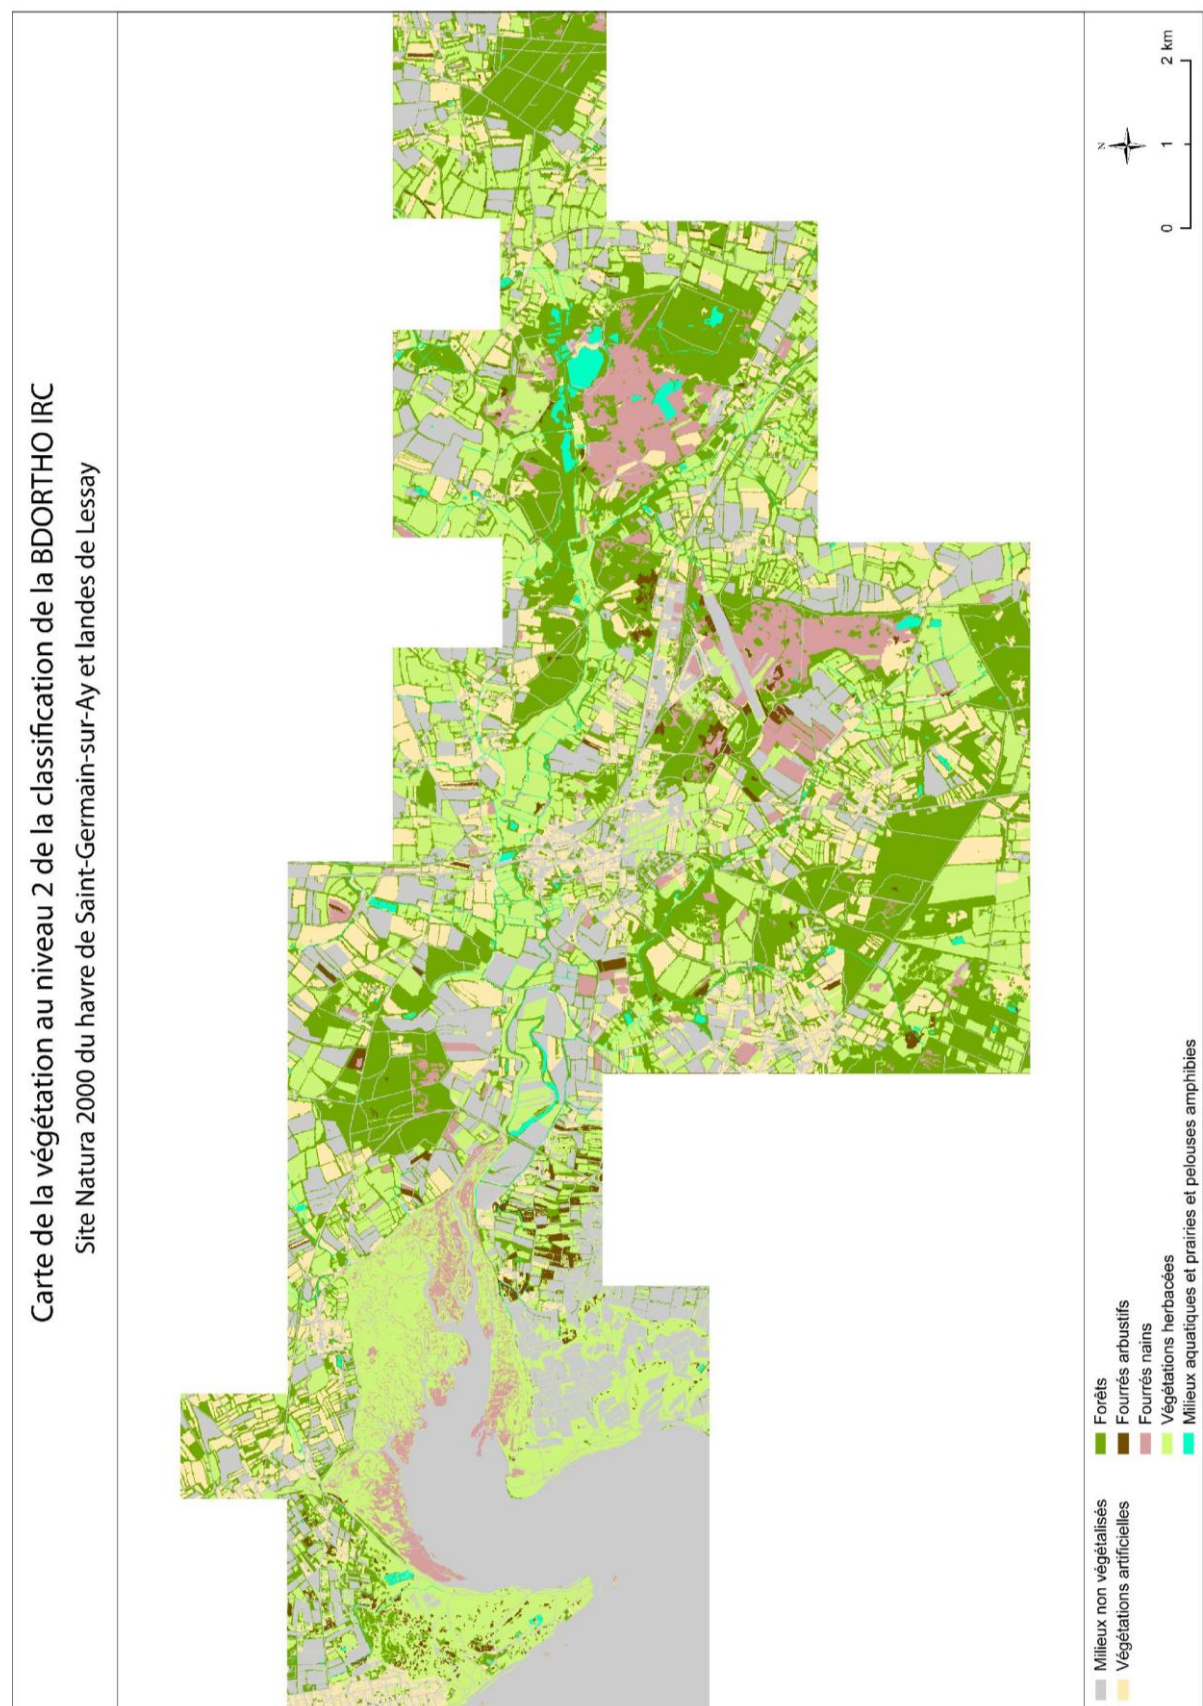 Carte de la végétation au niveau 2 de la classification de la BDORTHO IRC
Site Natura 2000 du havre de Saint-Germain-sur-Ay et landes de Lessay
Milieux non végétalisés
Végétations artificielles
Forêts
Fourrés arbustifs
Fourrés nains
Végétations herbacées
Milieux aquatiques et prairies et pelouses amphibies
N
0 1 2 km